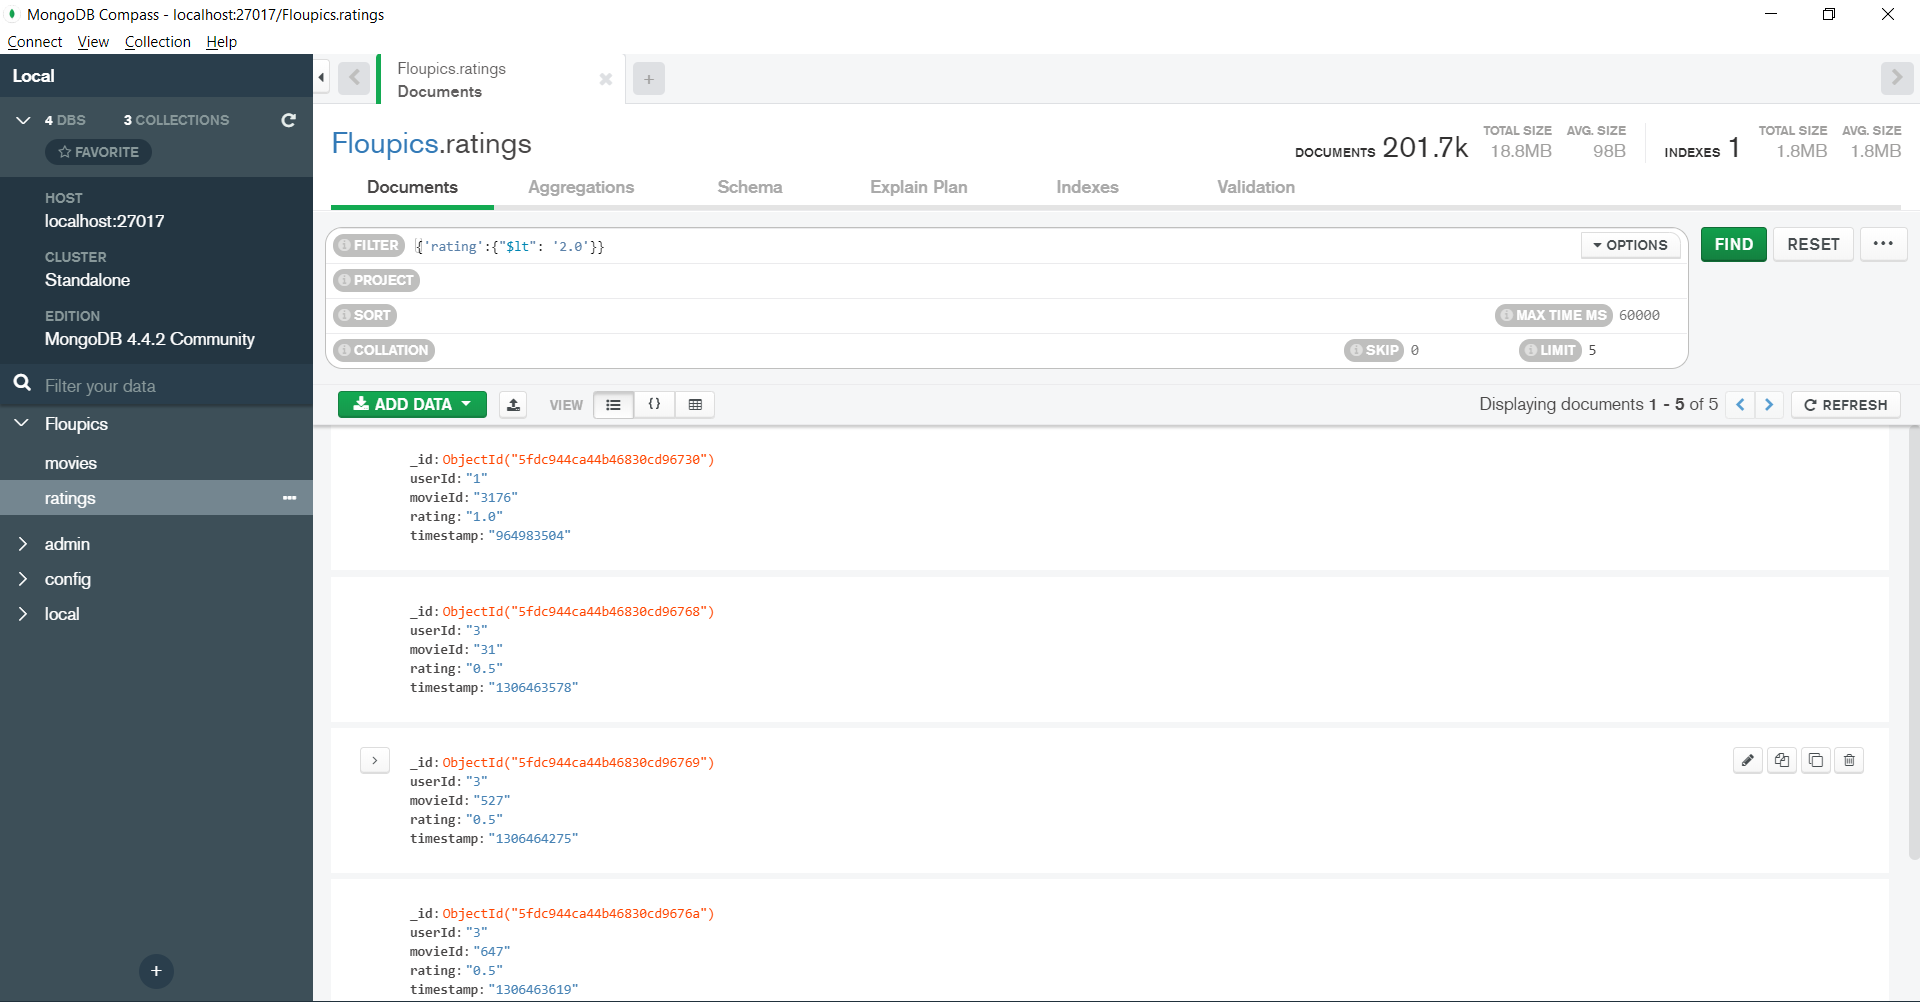 MongoDB Compass - localhost:27017/Floupics.ratings
Connect View Collection Help
Local
4 DBS 3 COLLECTIONS
FAVORITE
HOST
localhost:27017
CLUSTER
Standalone
EDITION
MongoDB 4.4.2 Community
Filter your data
Floupics
movies
ratings
admin
config
local
+
Floupics.ratings
Documents
+
Floupics.ratings
DOCUMENTS 201.7k
TOTAL SIZE AVG. SIZE
18.8MB 98B
INDEXES 1
TOTAL SIZE AVG. SIZE
1.8MB 1.8MB
Documents Aggregations Schema Explain Plan Indexes Validation
FILTER {'rating':{"$lt": '2.0'}}
OPTIONS
FIND RESET ...
PROJECT
SORT
MAX TIME MS 60000
COLLATION
SKIP 0 LIMIT 5
ADD DATA VIEW {}
Displaying documents 1 - 5 of 5
REFRESH
_id: ObjectId("5fdc944ca44b46830cd96730")
userId: "1"
movieId: "3176"
rating: "1.0"
timestamp: "964983504"
_id: ObjectId("5fdc944ca44b46830cd96768")
userId: "3"
movieId: "31"
rating: "0.5"
timestamp: "1306463578"
_id: ObjectId("5fdc944ca44b46830cd96769")
userId: "3"
movieId: "527"
rating: "0.5"
timestamp: "1306464275"
_id: ObjectId("5fdc944ca44b46830cd9676a")
userId: "3"
movieId: "647"
rating: "0.5"
timestamp: "1306463619"